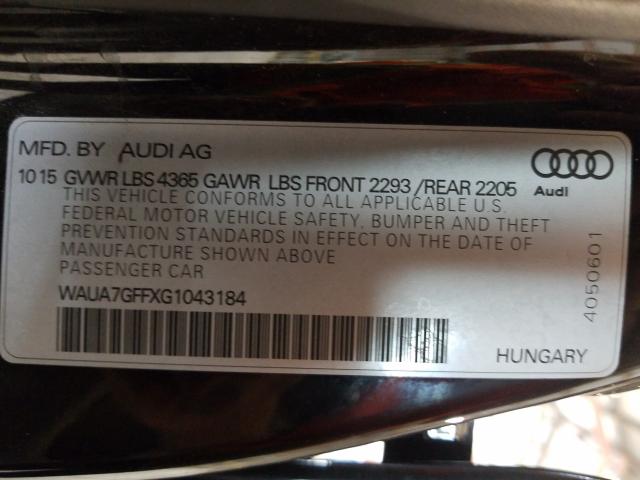 MFD. BY AUDI AG
10 15 GVWR LBS 4365 GAWR LBS FRONT 2293 /REAR 2205
Audi
THIS VEHICLE CONFORMS TO ALL APPLICABLE U.S.
FEDERAL MOTOR VEHICLE SAFETY, BUMPER AND THEFT
PREVENTION STANDARDS IN EFFECT ON THE DATE OF
MANUFACTURE SHOWN ABOVE
PASSENGER CAR
WAUA7GFFXG1043184
4050601
HUNGARY